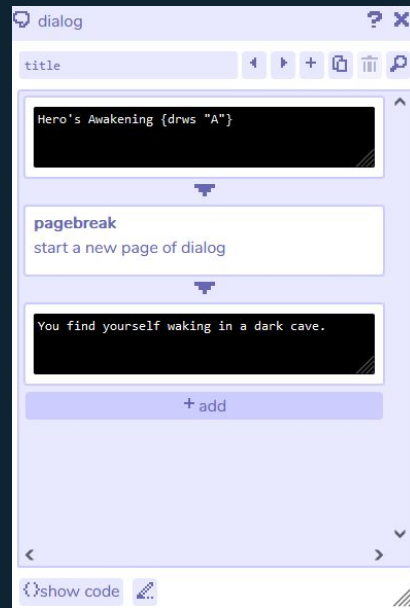 dialog
title
Hero's Awakening {drws "A"}
pagebreak
start a new page of dialog
You find yourself waking in a dark cave.
+ add
{}show code